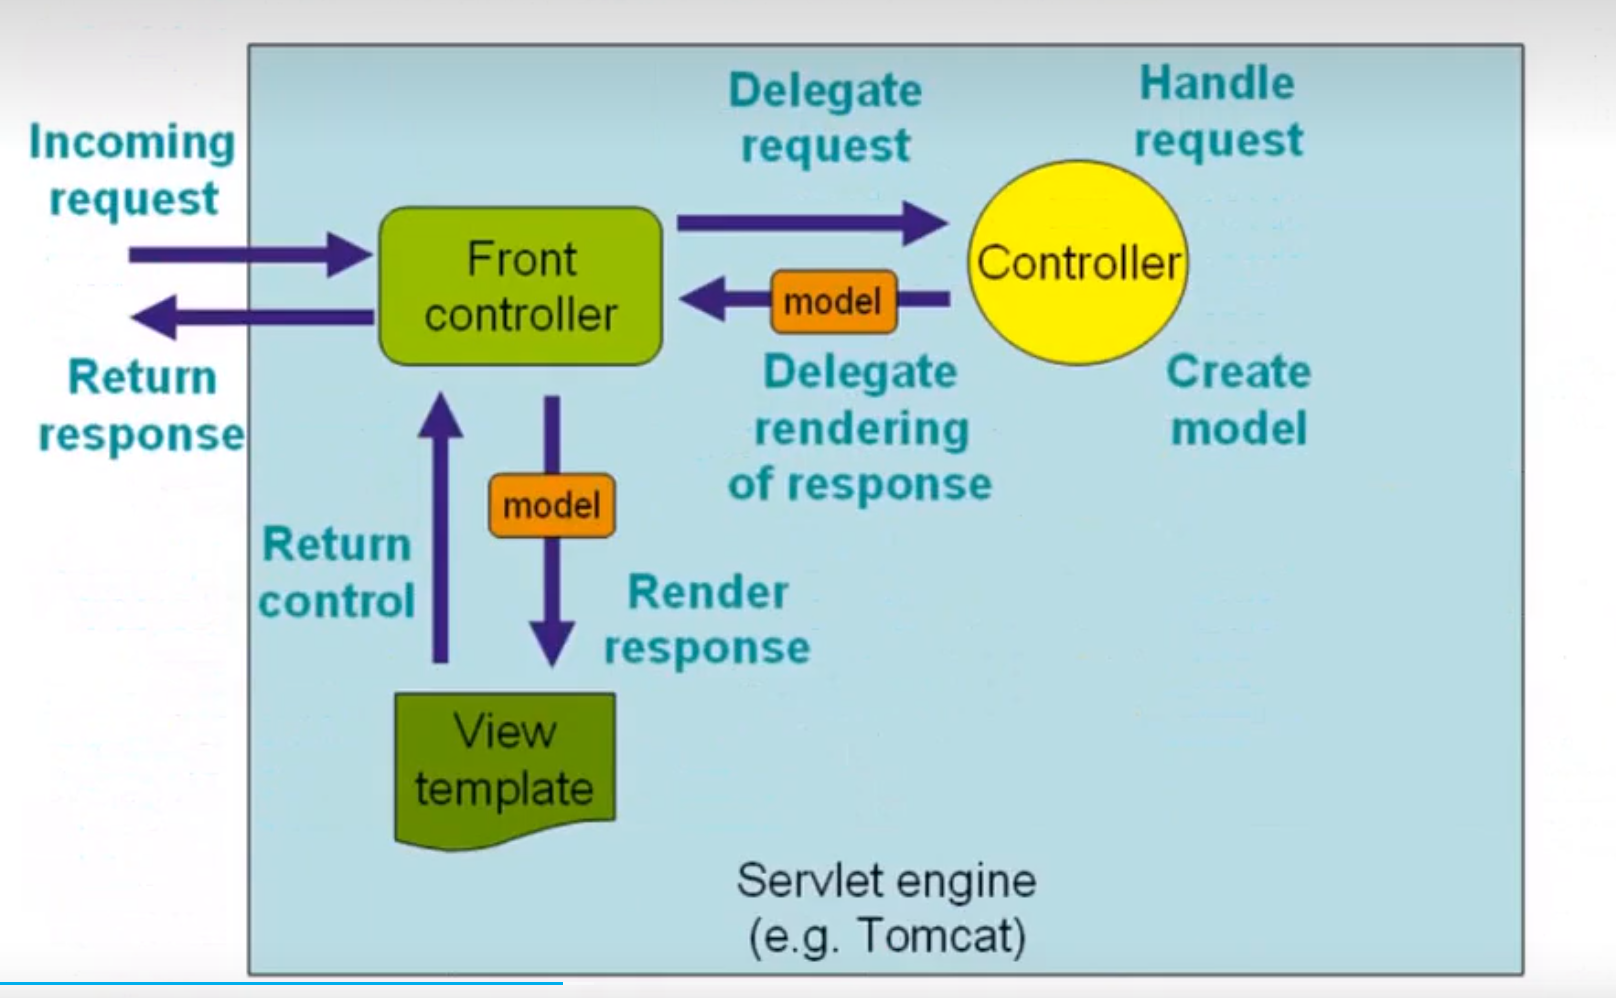 Incoming
request
Return
response
Front
controller
Delegate
request
model
Delegate
rendering
of response
Handle
request
Controller
Create
model
Return
control
model
Render
response
View
template
Servlet engine
(e.g. Tomcat)